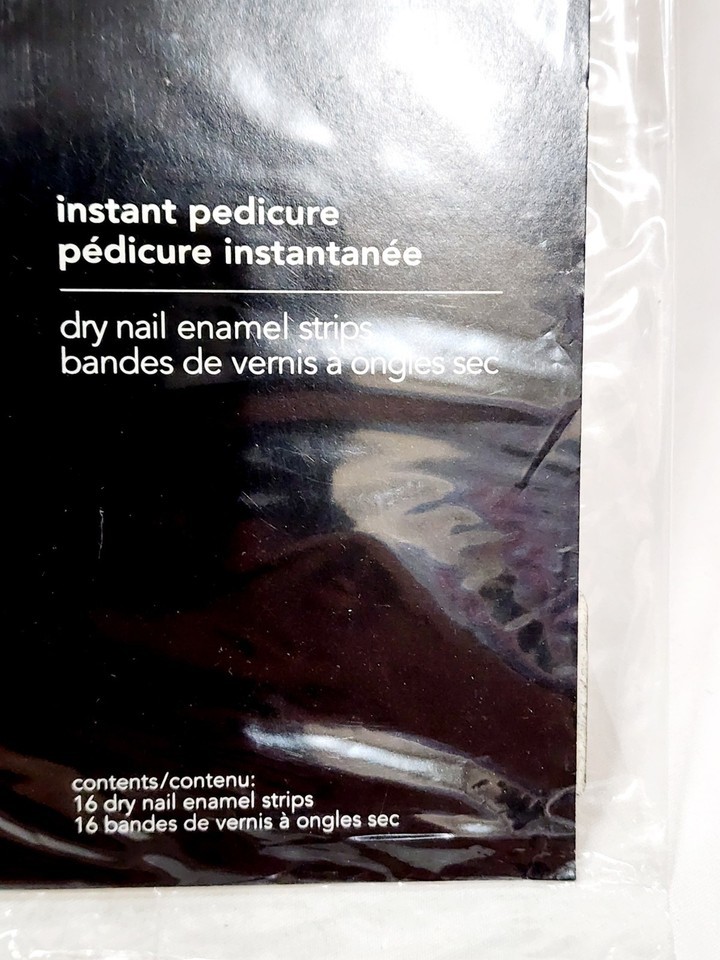 instant pedicure
pédicure instantanée
dry nail enamel strips
bandes de vernis à ongles sec
contents/contenu:
16 dry nail enamel strips
16 bandes de vernis à ongles sec